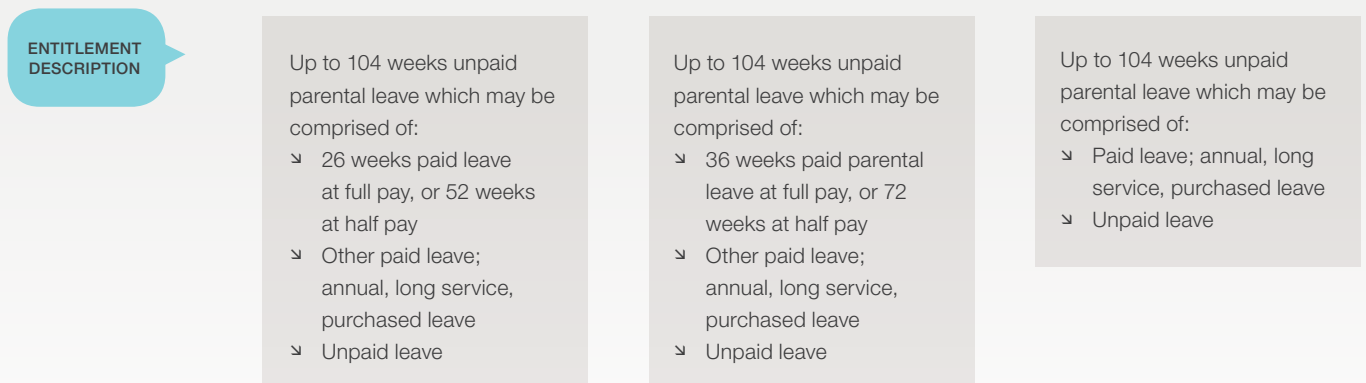 ENTITLEMENT
DESCRIPTION
Up to 104 weeks unpaid
parental leave which may be
comprised of:
↘ 26 weeks paid leave
at full pay, or 52 weeks
at half pay
↘ Other paid leave;
annual, long service,
purchased leave
↘ Unpaid leave
Up to 104 weeks unpaid
parental leave which may be
comprised of:
↘ 36 weeks paid parental
leave at full pay, or 72
weeks at half pay
↘ Other paid leave;
annual, long service,
purchased leave
↘ Unpaid leave
Up to 104 weeks unpaid
parental leave which may be
comprised of:
↘ Paid leave; annual, long
service, purchased leave
↘ Unpaid leave